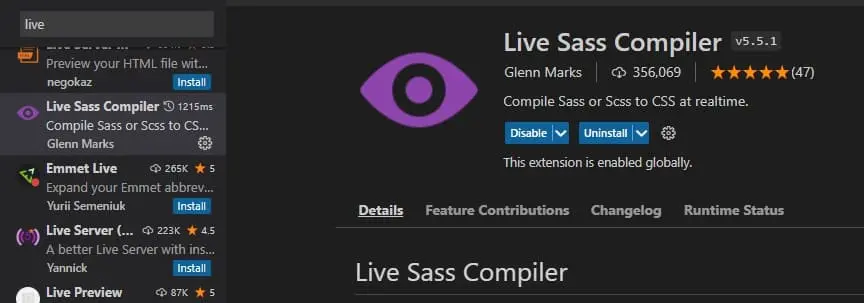 live
Preview your HTML file wit...
negokaz
Install
Live Sass Compiler 1215ms
Compile Sass or Scss to CS...
Glenn Marks
Emmet Live 265K ★ 5
Expand your Emmet abbrev...
Yurii Semeniuk Install
Live Server (... 223K ★ 4.5
A better Live Server with ins...
Yannick Install
Live Preview 87K ★ 5
Live Sass Compiler v5.5.1
Glenn Marks | 356,069 | ★★★★★(47)
Compile Sass or Scss to CSS at realtime.
Disable Uninstall
This extension is enabled globally.
Details Feature Contributions Changelog Runtime Status
Live Sass Compiler